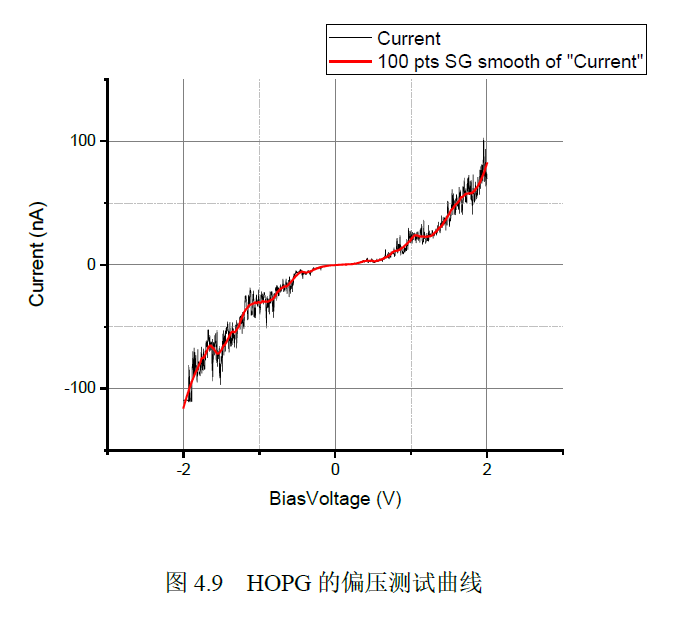 Current
100 pts SG smooth of "Current"
100
0
-100
Current (nA)
-2
0
2
BiasVoltage (V)
图 4.9 HOPG 的偏压测试曲线